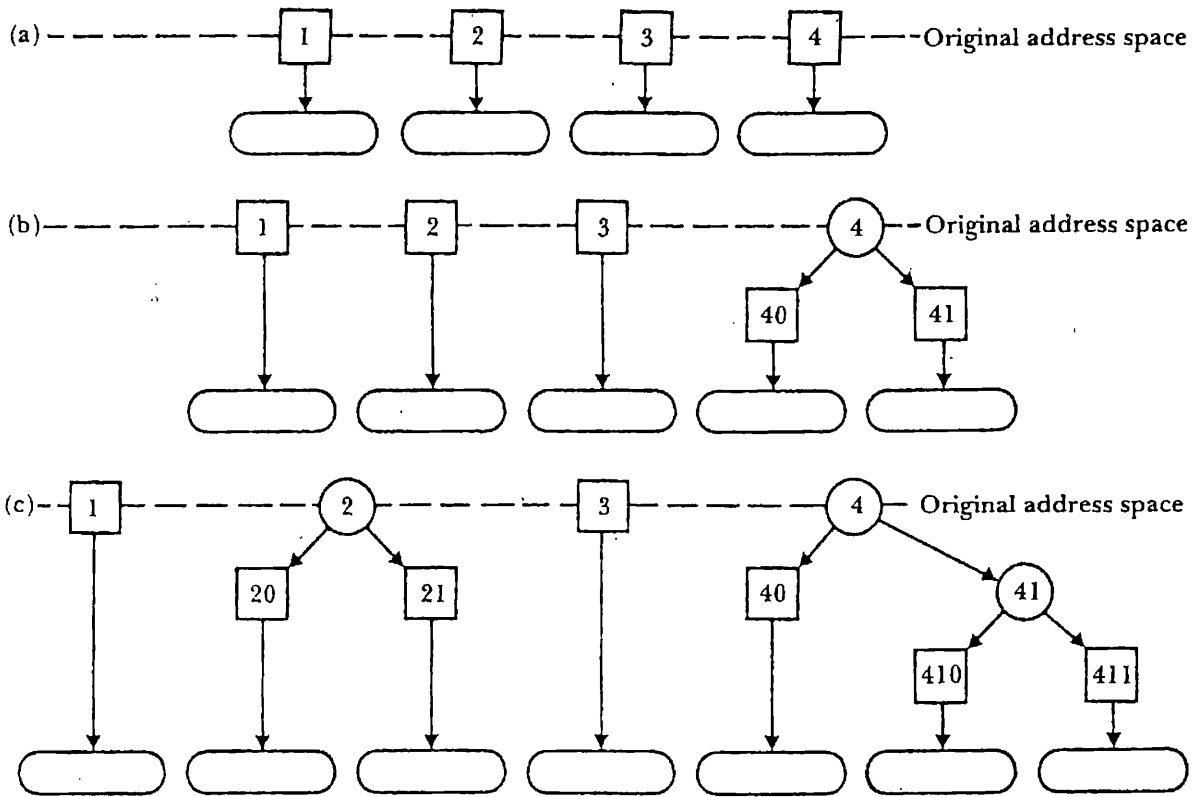 (a) 1 2 3 4 Original address space
(b) 1 2 3 4 Original address space
40 41
(c) 1 2 3 4 Original address space
20 21 40 41
410 411